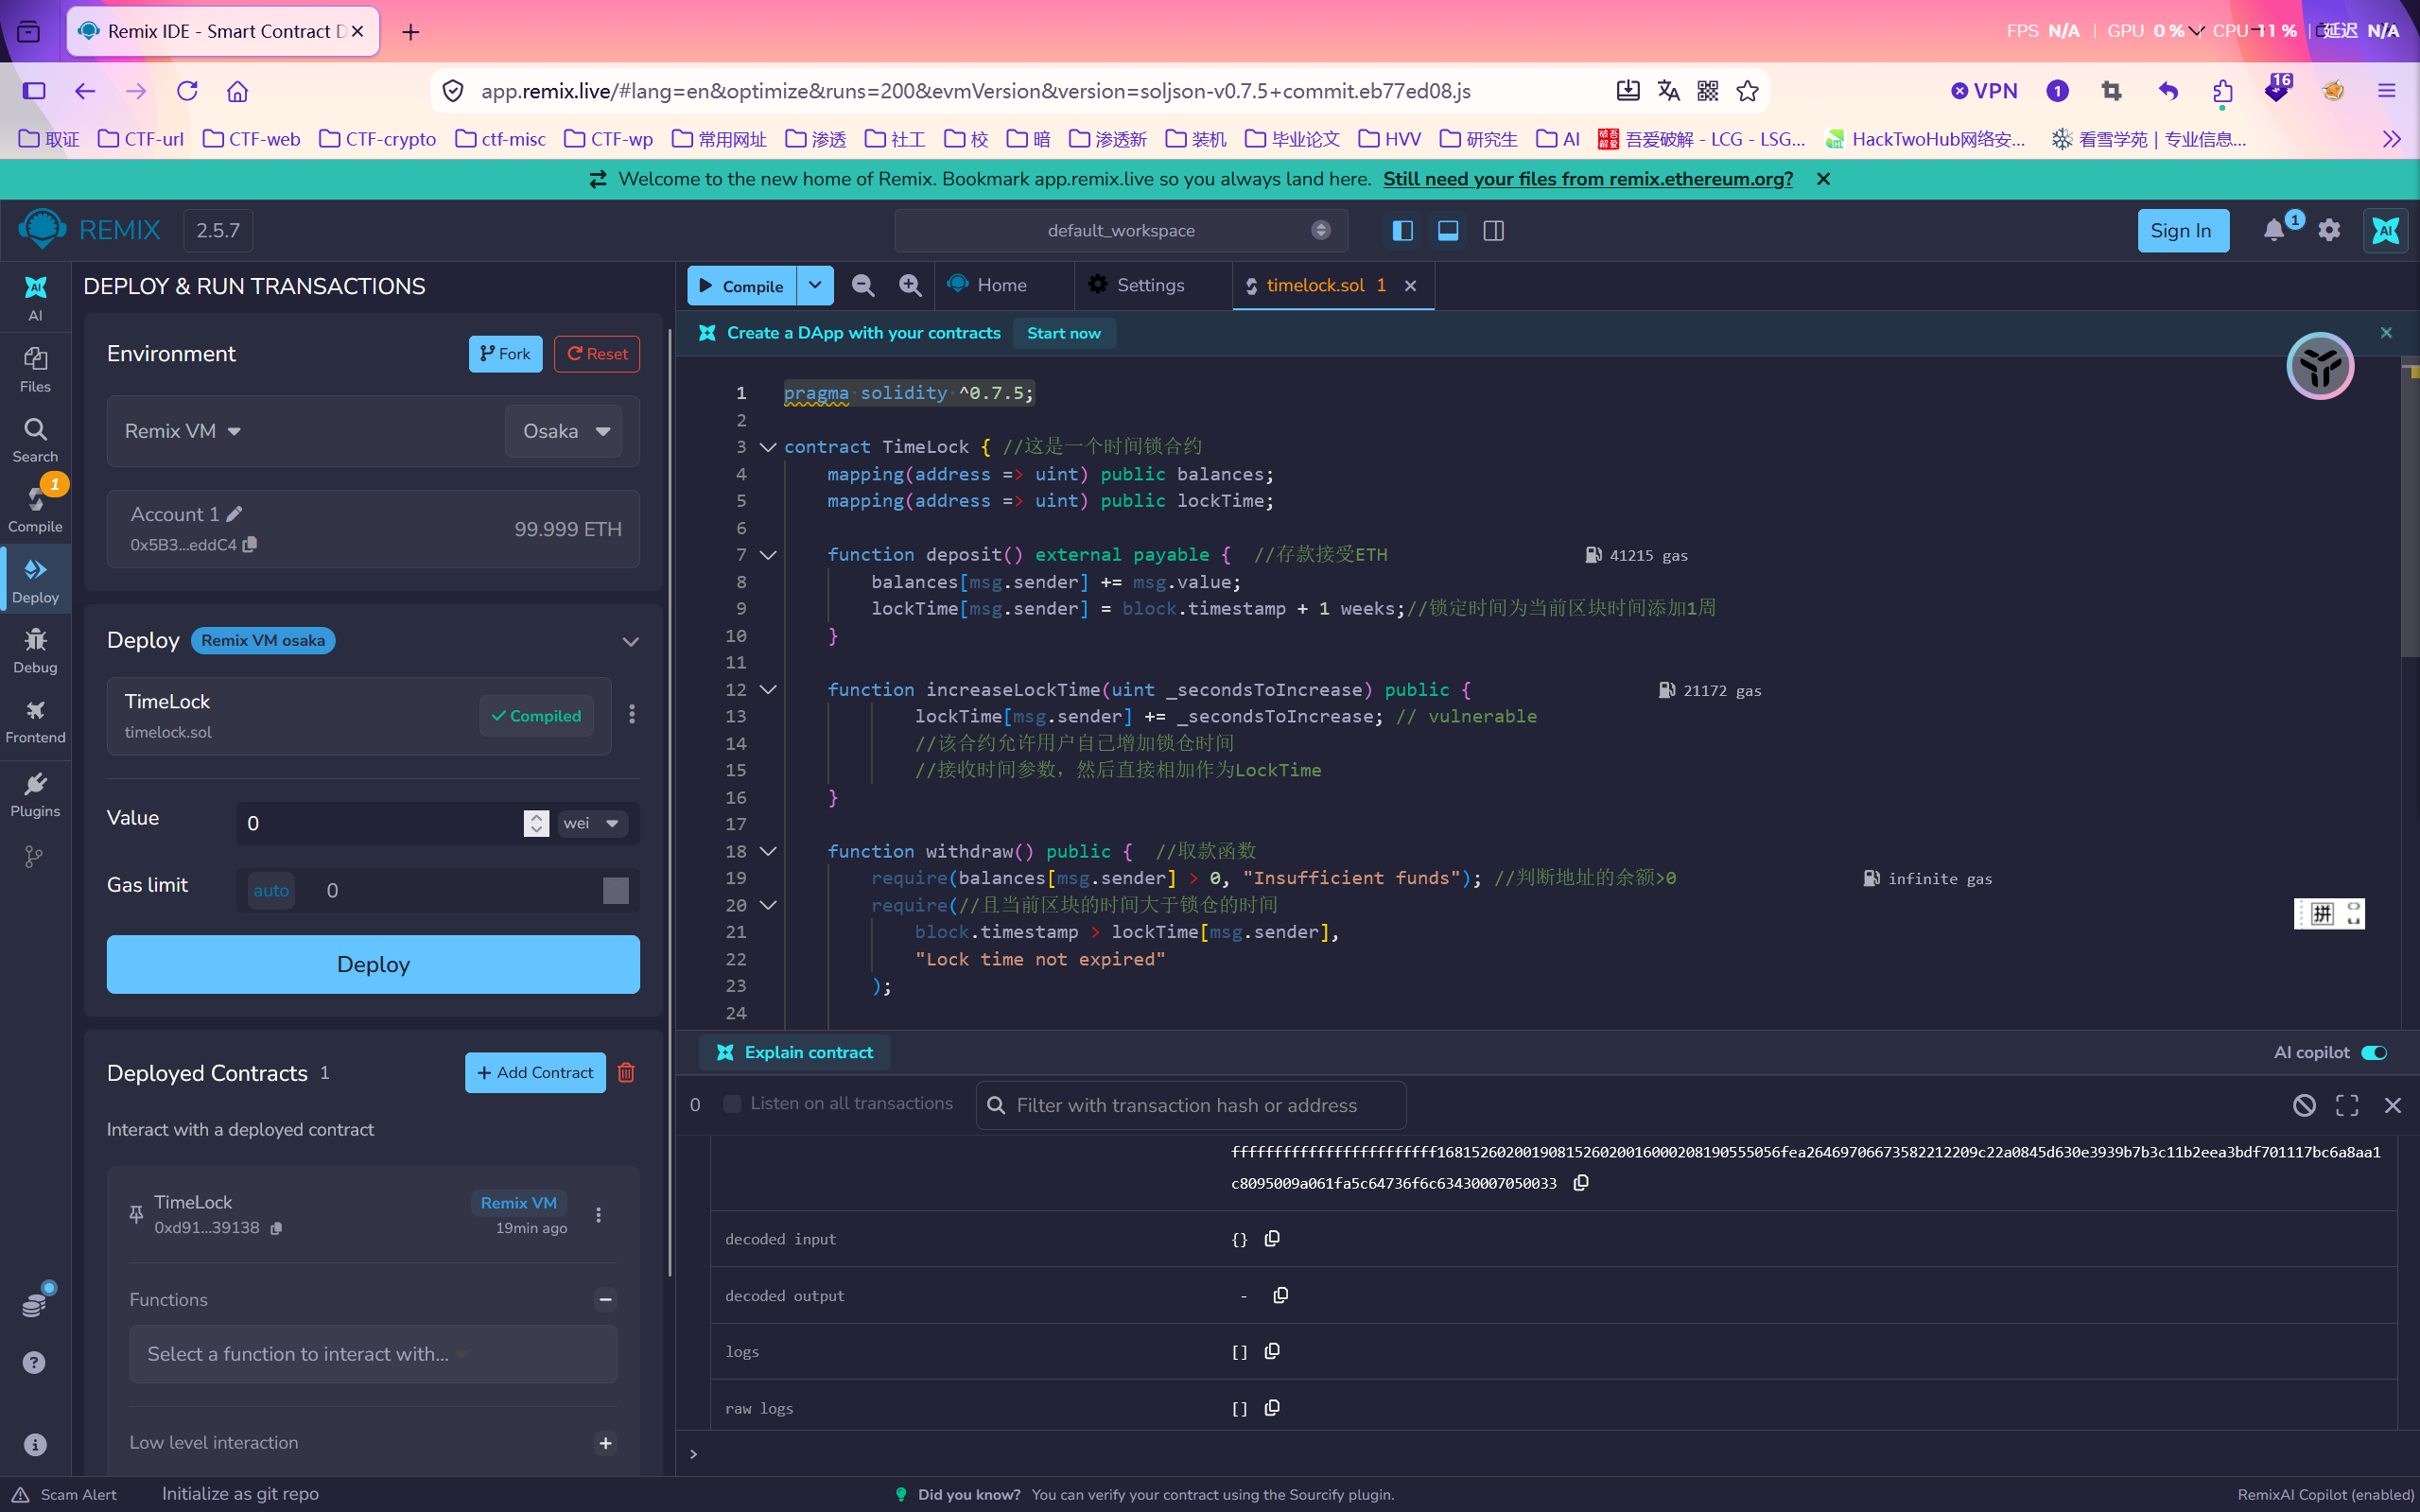 Remix IDE - Smart Contract D
FPS N/A | GPU 0 % | CPU 11 % | 延迟 N/A
app.remix.live/#lang=en&optimize&runs=200&evmVersion&version=soljson-v0.7.5+commit.eb77ed08.js
VPN
1
16
取证
CTF-url
CTF-web
CTF-crypto
ctf-misc
CTF-wp
常用网址
渗透
社工
校
暗
渗透新
装机
毕业论文
HVV
研究生
AI
吾爱破解 - LCG - LSG...
HackTwoHub网络安...
看雪学苑 | 专业信息...
Welcome to the new home of Remix. Bookmark app.remix.live so you always land here. Still need your files from remix.ethereum.org?
REMIX
2.5.7
default_workspace
Sign In
1
AI
AI
AI
Files
Search
1
Compile
Deploy
Debug
Frontend
Plugins
DEPLOY & RUN TRANSACTIONS
Environment
Fork
Reset
Remix VM
Osaka
Account 1
0x5B3...eddC4
99.999 ETH
Deploy
Remix VM osaka
TimeLock
timelock.sol
Compiled
Value
0
wei
Gas limit
auto
0
Deploy
Deployed Contracts 1
Add Contract
Interact with a deployed contract
TimeLock
0xd91...39138
Remix VM
19min ago
Functions
Select a function to interact with...
Low level interaction
Compile
Home
Settings
timelock.sol 1
Create a DApp with your contracts
Start now
1 pragma solidity ^0.7.5;
2
3 contract TimeLock { //这是一个时间锁合约
4 mapping(address => uint) public balances;
5 mapping(address => uint) public lockTime;
6
7 function deposit() external payable { //存款接受ETH 41215 gas
8 balances[msg.sender] += msg.value;
9 lockTime[msg.sender] = block.timestamp + 1 weeks;//锁定时间为当前区块时间添加1周
10 }
11
12 function increaseLockTime(uint _secondsToIncrease) public { 21172 gas
13 lockTime[msg.sender] += _secondsToIncrease; // vulnerable
14 //该合约允许用户自己增加锁仓时间
15 //接收时间参数，然后直接相加作为LockTime
16 }
17
18 function withdraw() public { //取款函数
19 require(balances[msg.sender] > 0, "Insufficient funds"); //判断地址的余额>0 infinite gas
20 require(//且当前区块的时间大于锁仓的时间
21 block.timestamp > lockTime[msg.sender],
22 "Lock time not expired"
23 );
24
拼
Explain contract
AI copilot
0
Listen on all transactions
Filter with transaction hash or address
ffffffffffffffffffffffff1681526020019081526020016000208190555056fea26469706673582212209c22a0845d630e3939b7b3c11b2eea3bdf701117bc6a8aa1
c8095009a061fa5c64736f6c63430007050033
decoded input {}
decoded output -
logs []
raw logs []
>
Scam Alert
Initialize as git repo
Did you know? You can verify your contract using the Sourcify plugin.
RemixAI Copilot (enabled)